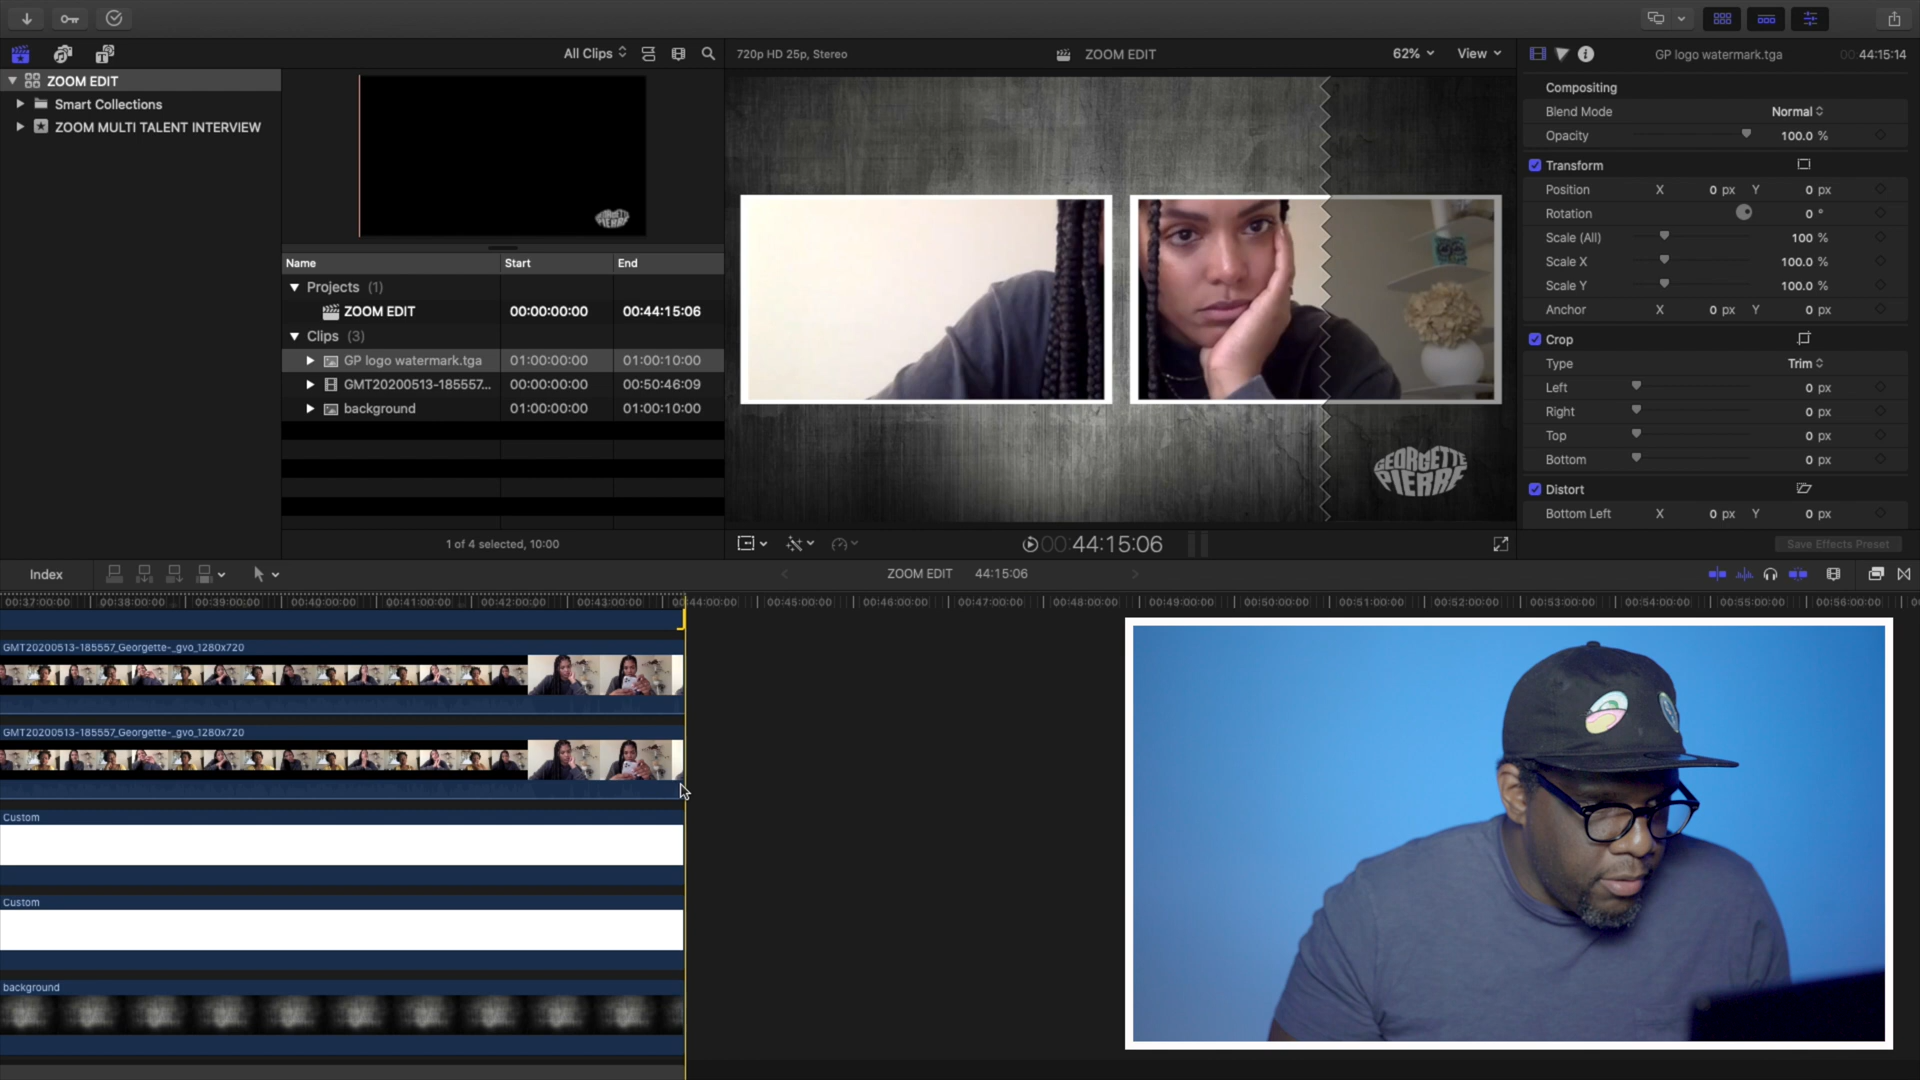 All Clips
720p HD 25p, Stereo
ZOOM EDIT
62%
View
GP logo watermark.tga
00:44:15:14
ZOOM EDIT
Smart Collections
ZOOM MULTI TALENT INTERVIEW
GEORGETTE
PIERRE
Name Start End
Projects (1)
ZOOM EDIT 00:00:00:00 00:44:15:06
Clips (3)
GP logo watermark.tga 01:00:00:00 01:00:10:00
GMT20200513-185557... 00:00:00:00 00:50:46:09
background 01:00:00:00 01:00:10:00
1 of 4 selected, 10:00
GEORGETTE
PIERRE
00:44:15:06
Compositing
Blend Mode Normal
Opacity 100.0 %
Transform
Position X 0 px Y 0 px
Rotation 0 °
Scale (All) 100 %
Scale X 100.0 %
Scale Y 100.0 %
Anchor X 0 px Y 0 px
Crop
Type Trim
Left 0 px
Right 0 px
Top 0 px
Bottom 0 px
Distort
Bottom Left X 0 px Y 0 px
Save Effects Preset
Index
ZOOM EDIT 44:15:06
00:37:00:00 00:38:00:00 00:39:00:00 00:40:00:00 00:41:00:00 00:42:00:00 00:43:00:00 00:44:00:00 00:45:00:00 00:46:00:00 00:47:00:00 00:48:00:00 00:49:00:00 00:50:00:00 00:51:00:00 00:52:00:00 00:53:00:00 00:54:00:00 00:55:00:00 00:56:00:00
GMT20200513-185557_Georgette-_gvo_1280x720
GMT20200513-185557_Georgette-_gvo_1280x720
Custom
Custom
background